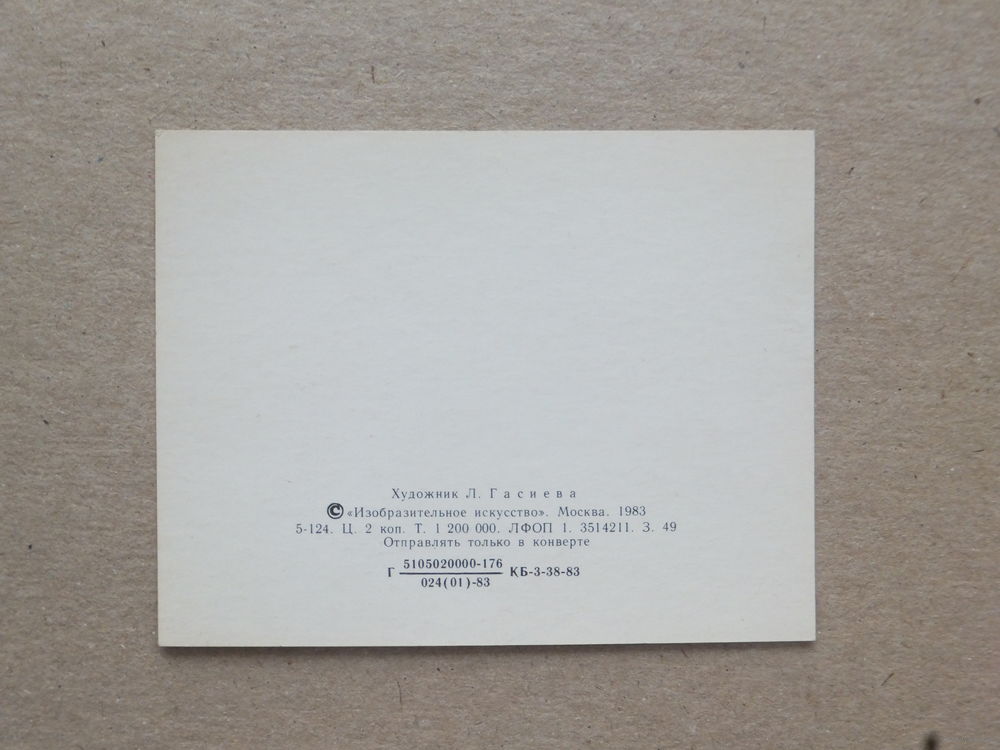 Художник Л. Гасиева
© «Изобразительное искусство». Москва. 1983
5-124. Ц. 2 коп. Т. 1 200 000. ЛФОП 1. 3514211. З. 49
Отправлять только в конверте
Г 5105020000-176 КБ-3-38-83
024(01)-83